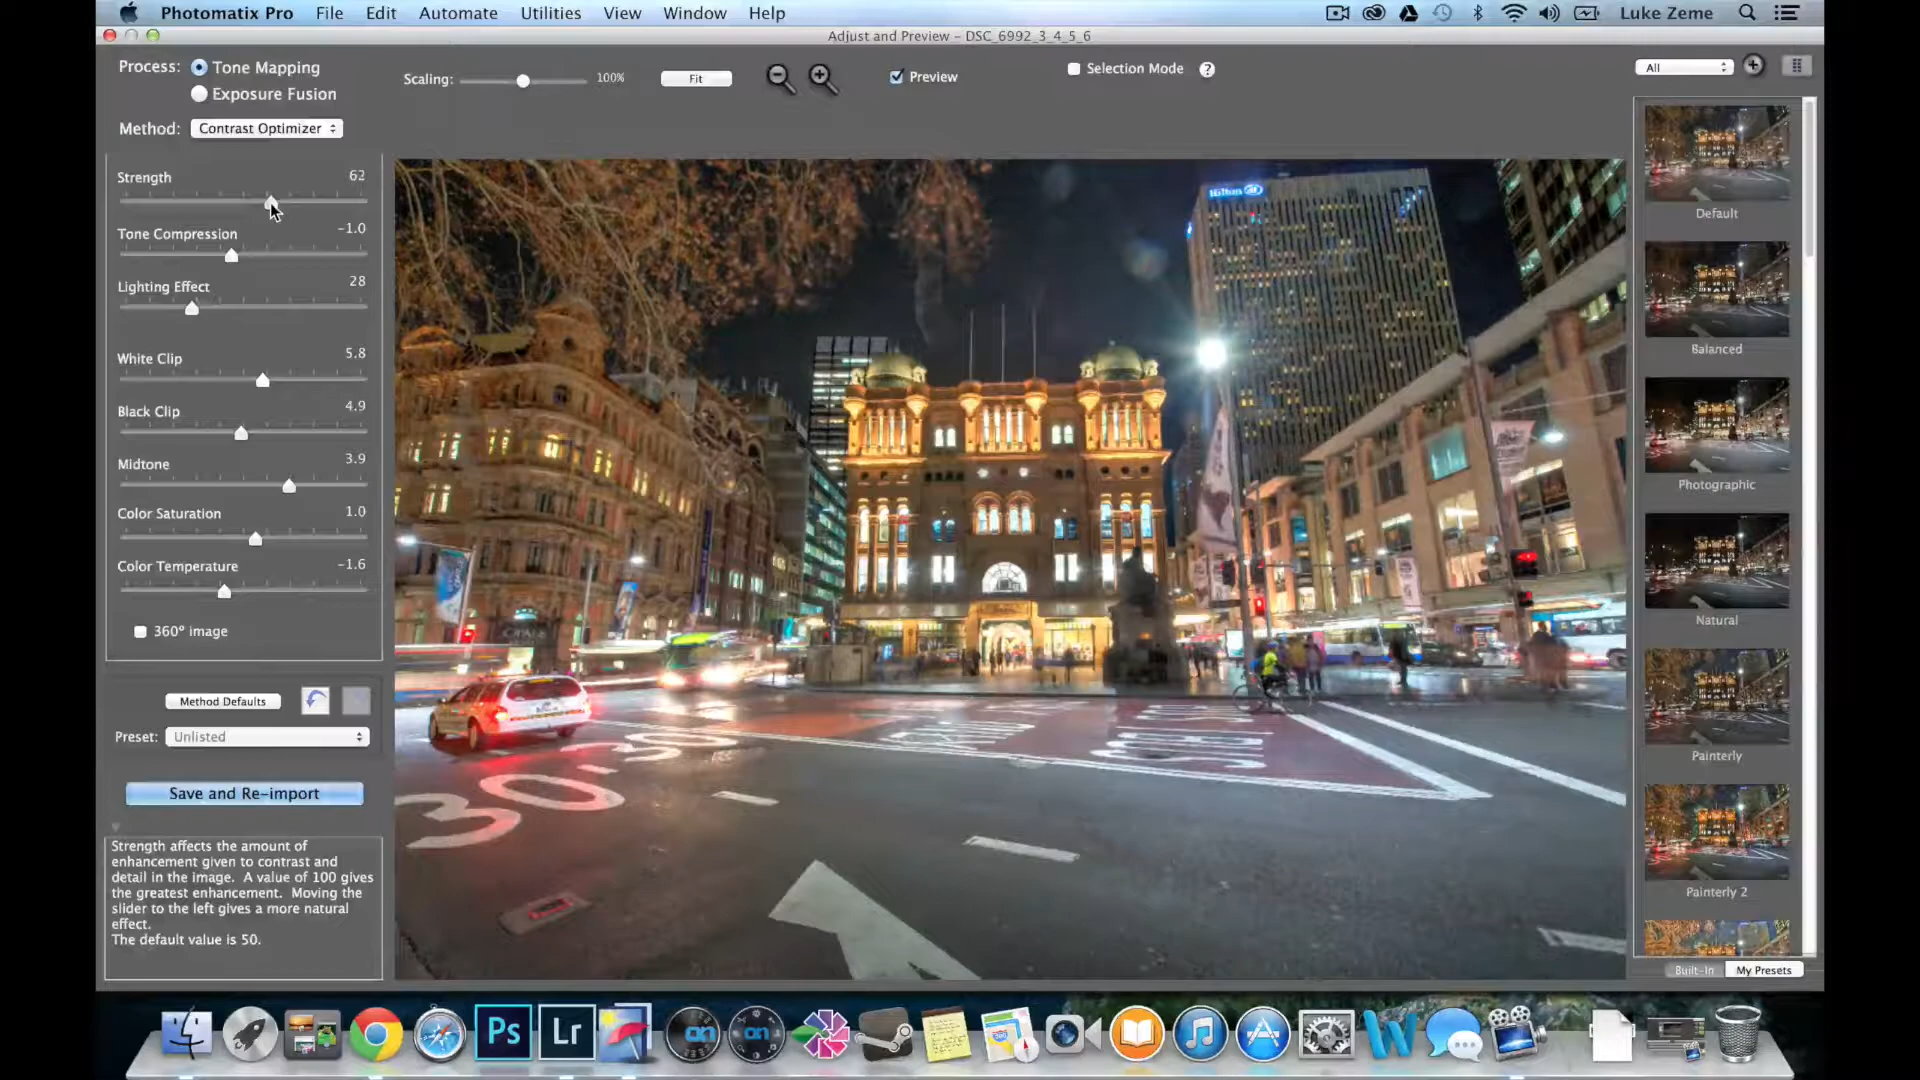 Photomatix Pro File Edit Automate Utilities View Window Help Luke Zeme
Adjust and Preview – DSC_6992_3_4_5_6
Process: Tone Mapping
Exposure Fusion
Scaling: 100% Fit Preview Selection Mode ? All
Method: Contrast Optimizer
Strength 62
Tone Compression -1.0
Lighting Effect 28
White Clip 5.8
Black Clip 4.9
Midtone 3.9
Color Saturation 1.0
Color Temperature -1.6
360° image
Method Defaults
Preset: Unlisted
Save and Re-import
Strength affects the amount of
enhancement given to contrast and
detail in the image. A value of 100 gives
the greatest enhancement. Moving the
slider to the left gives a more natural
effect.
The default value is 50.
Hilton
30
Default
Balanced
Photographic
Natural
Painterly
Painterly 2
Built-In My Presets
Ps Lr on on